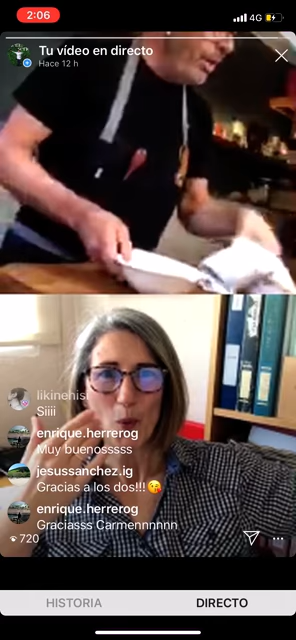 2:06
4G
Tu vídeo en directo
Hace 12 h
likinehisi
Siiii
enrique.herrerog
Muy buenosssss
jesussanchez.ig
Gracias a los dos!!!😘
enrique.herrerog
Graciasss Carmennnnnn
720
HISTORIA DIRECTO